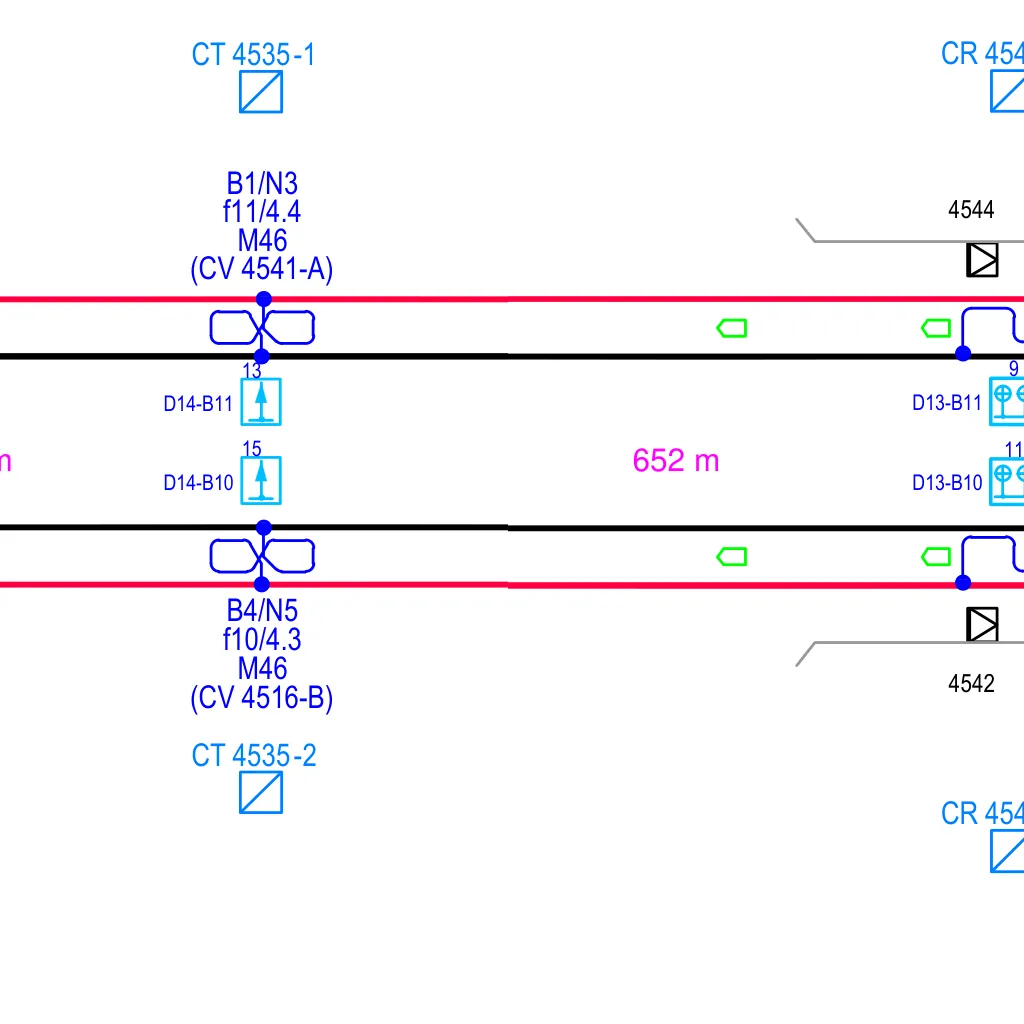 CT 4535-1
CR 454
B1/N3
f11/4.4
M46
(CV 4541-A)
4544
13
D14-B11
9
D13-B11
15
D14-B10
m
652 m
11
D13-B10
B4/N5
f10/4.3
M46
(CV 4516-B)
4542
CT 4535-2
CR 454